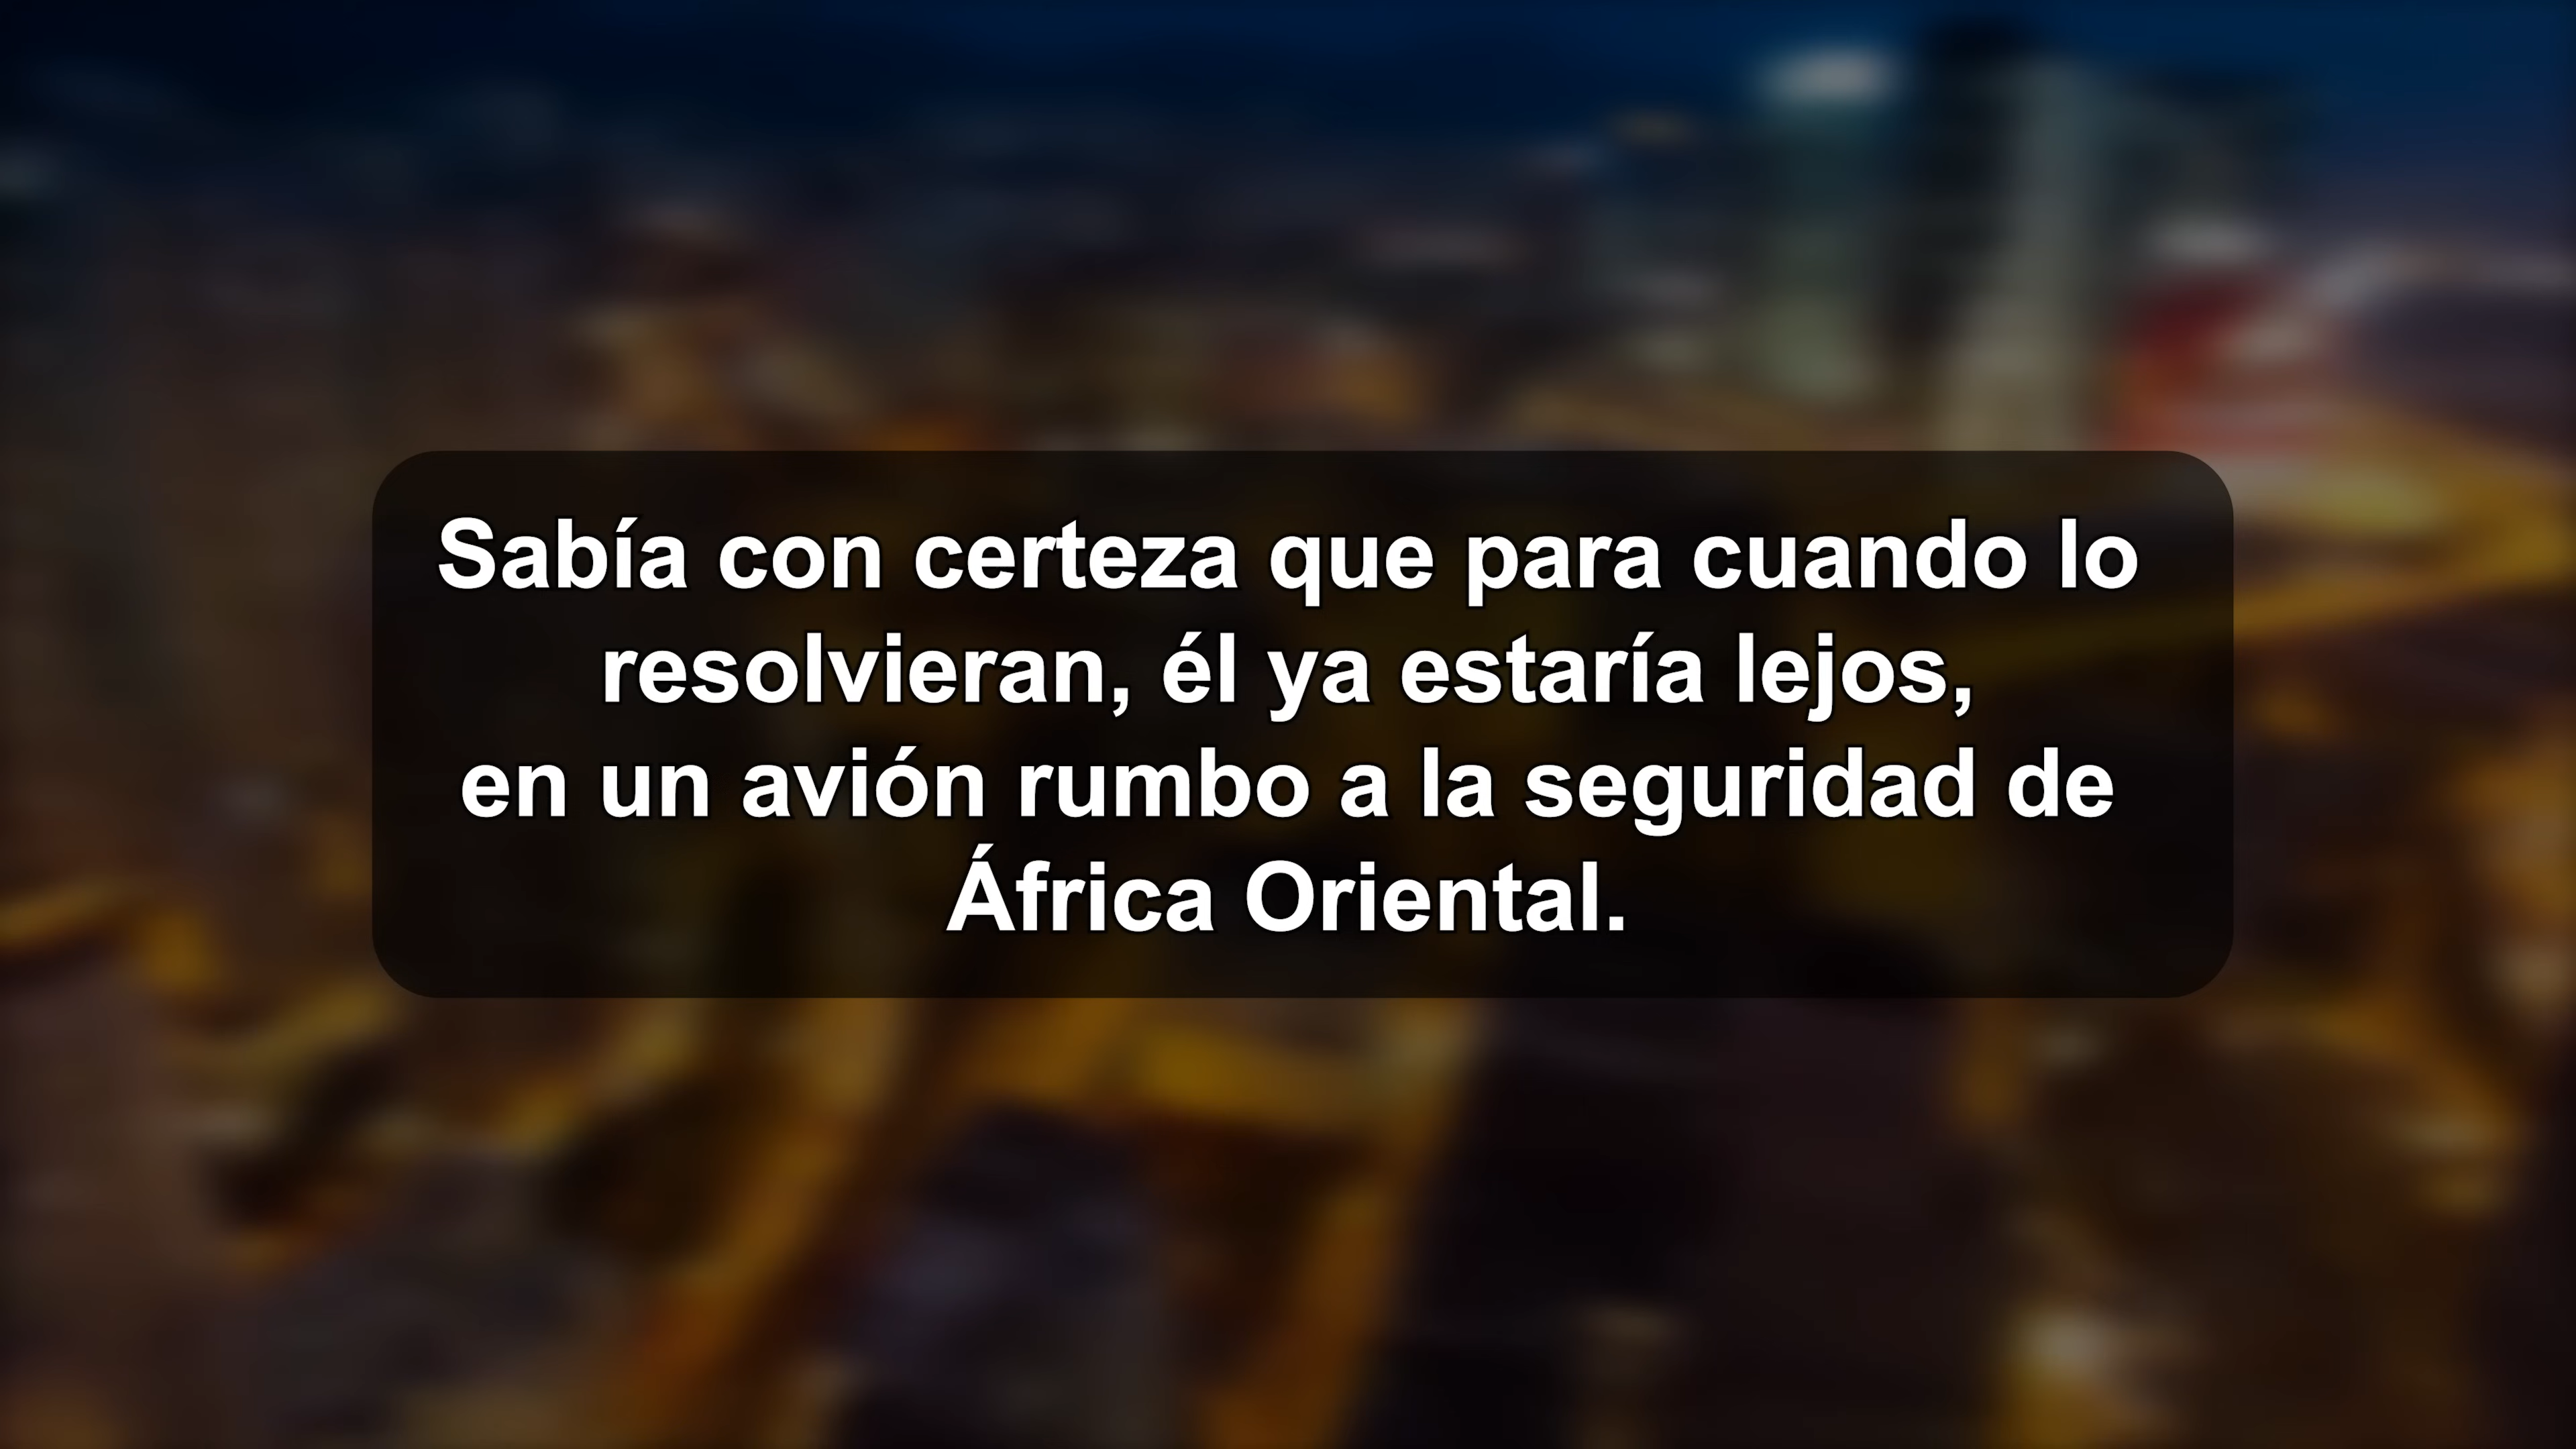 Sabía con certeza que para cuando lo
resolvieran, él ya estaría lejos,
en un avión rumbo a la seguridad de
África Oriental.